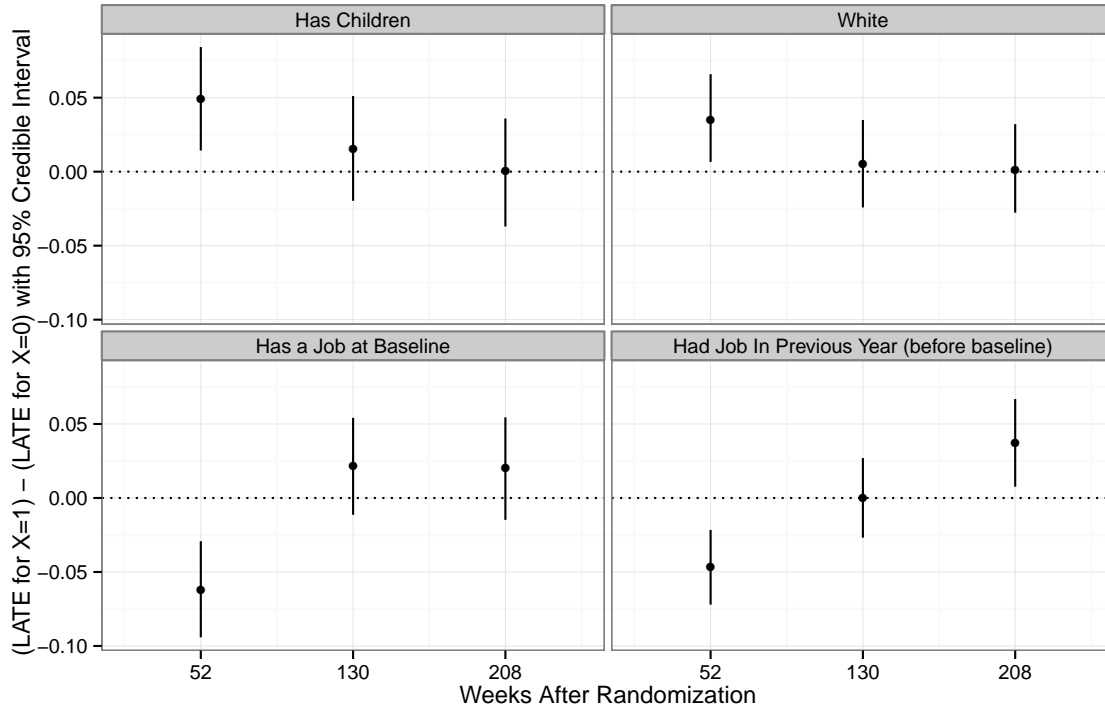 (LATE for X=1) − (LATE for X=0) with 95% Credible Interval
Has Children
White
0.05
0.00
−0.05
−0.10
Has a Job at Baseline
Had Job In Previous Year (before baseline)
0.05
0.00
−0.05
−0.10
52
130
208
52
130
208
Weeks After Randomization